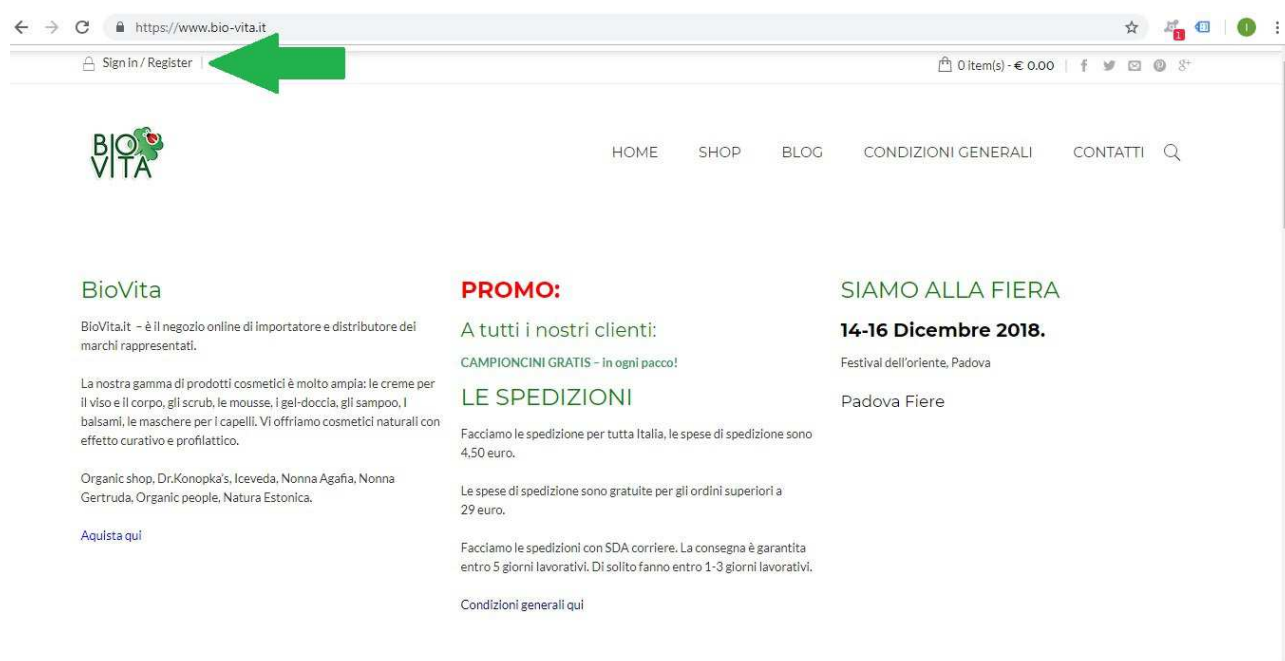 https://www.bio-vita.it
1
I
Sign in / Register
0 item(s) - € 0.00
BIO
VITA
HOME SHOP BLOG CONDIZIONI GENERALI CONTATTI
BioVita
BioVita.it – è il negozio online di importatore e distributore dei
marchi rappresentati.
La nostra gamma di prodotti cosmetici è molto ampia: le creme per
il viso e il corpo, gli scrub, le mousse, i gel-doccia, gli sampoo, I
balsami, le maschere per i capelli. Vi offriamo cosmetici naturali con
effetto curativo e profilattico.
Organic shop, Dr.Konopka's, Iceveda, Nonna Agafia, Nonna
Gertruda, Organic people, Natura Estonica.
Aquista qui
PROMO:
A tutti i nostri clienti:
CAMPIONCINI GRATIS – in ogni pacco!
LE SPEDIZIONI
Facciamo le spedizione per tutta Italia, le spese di spedizione sono
4,50 euro.
Le spese di spedizione sono gratuite per gli ordini superiori a
29 euro.
Facciamo le spedizioni con SDA corriere. La consegna è garantita
entro 5 giorni lavorativi. Di solito fanno entro 1-3 giorni lavorativi.
Condizioni generali qui
SIAMO ALLA FIERA
14-16 Dicembre 2018.
Festival dell'oriente, Padova
Padova Fiere